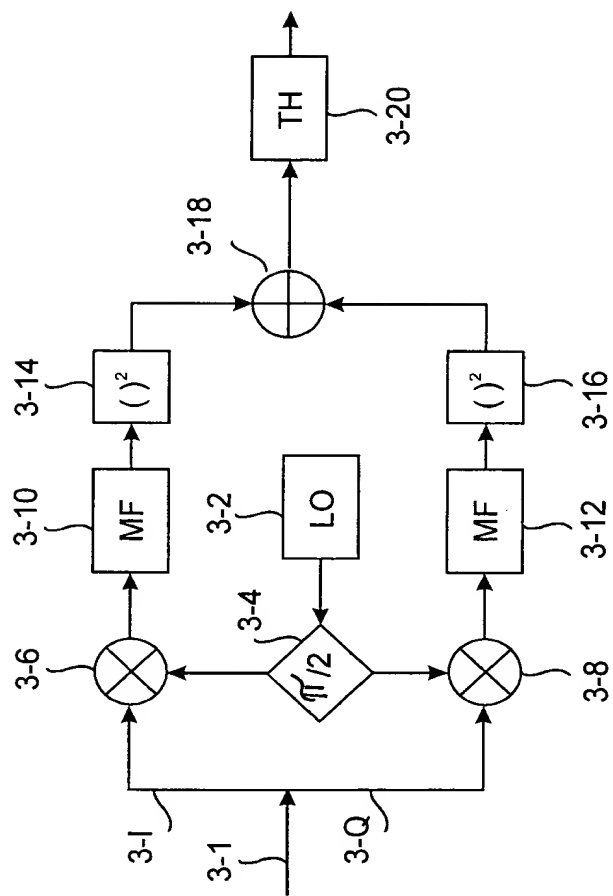 3-1
3-I
3-Q
3-6
3-8
3-4
π/2
3-2
LO
3-10
MF
3-12
MF
3-14
( )²
3-16
( )²
3-18
TH
3-20